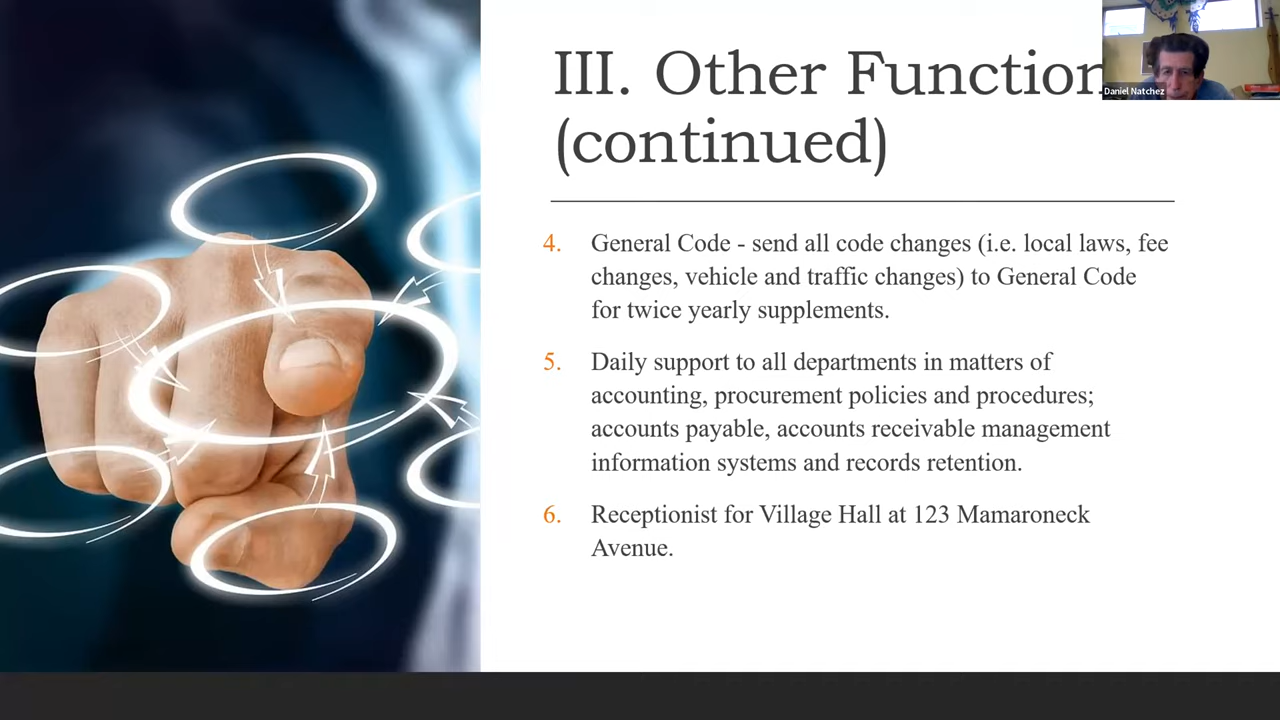 III. Other Function
(continued)
Daniel Natchez
4. General Code - send all code changes (i.e. local laws, fee
changes, vehicle and traffic changes) to General Code
for twice yearly supplements.
5. Daily support to all departments in matters of
accounting, procurement policies and procedures;
accounts payable, accounts receivable management
information systems and records retention.
6. Receptionist for Village Hall at 123 Mamaroneck
Avenue.